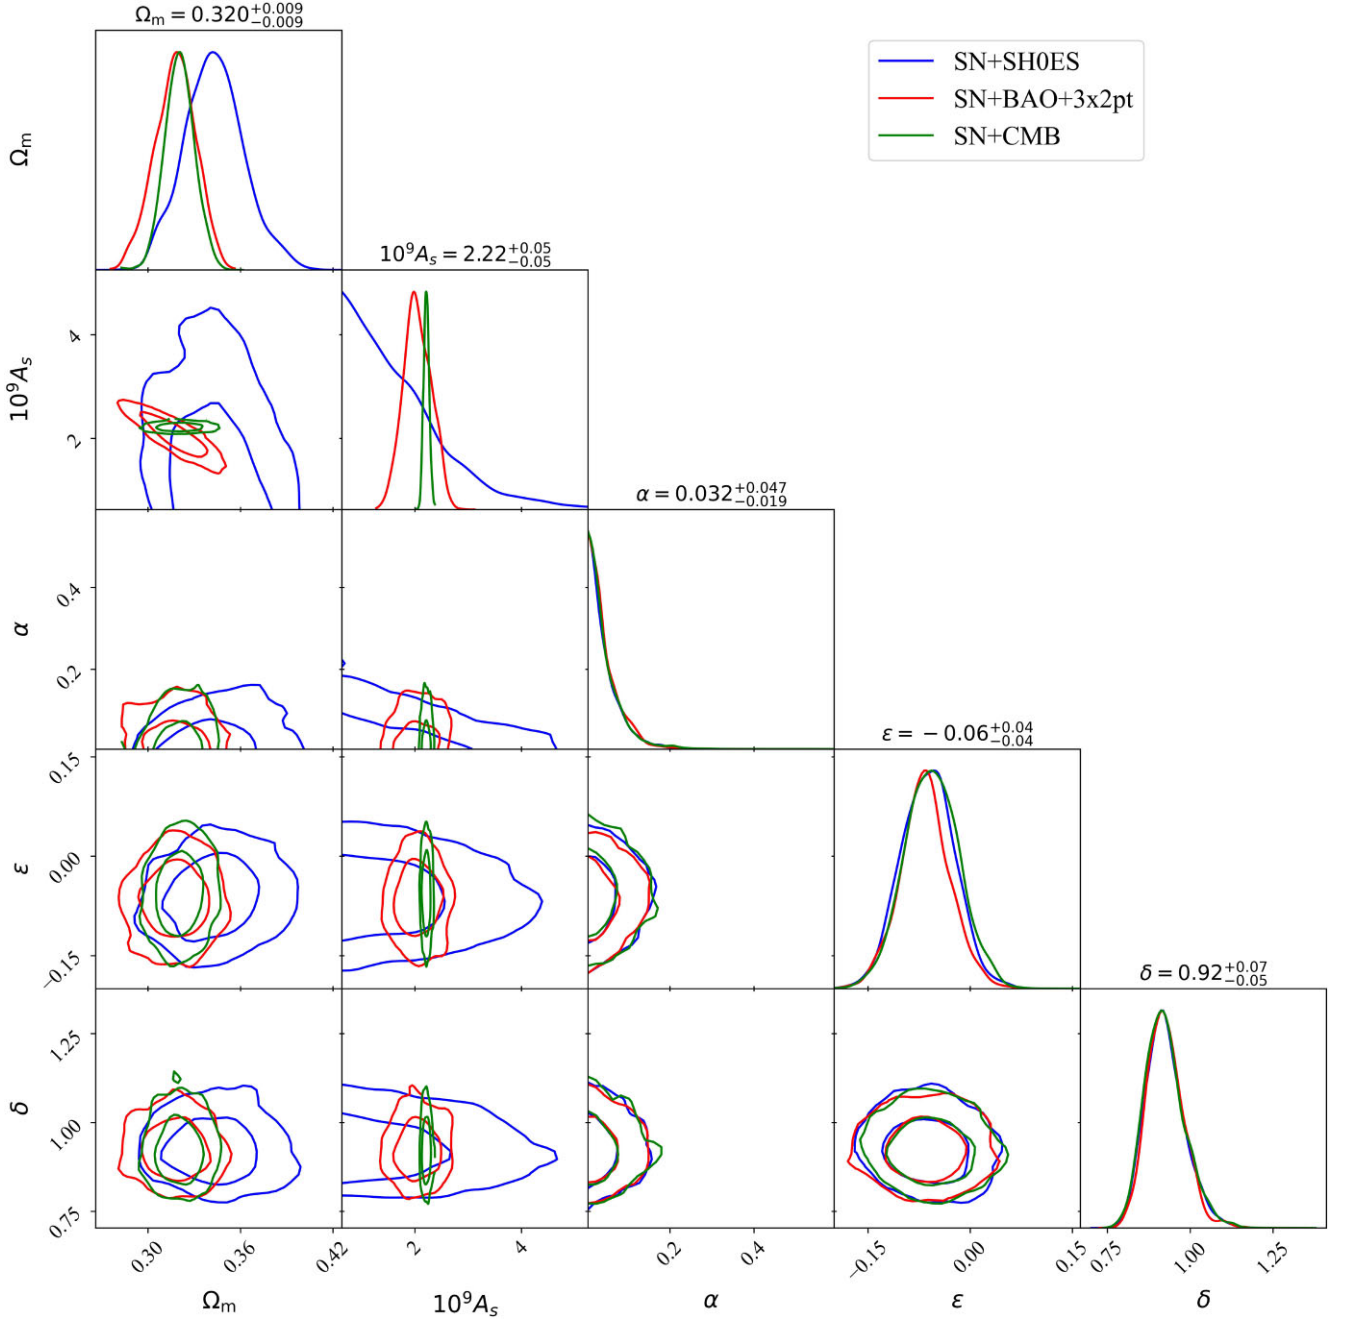 Ωm = 0.320+0.009−0.009
SN+SH0ES
SN+BAO+3x2pt
SN+CMB
Ωm
10⁹As = 2.22+0.05−0.05
4
2
10⁹As
α = 0.032+0.047−0.019
0.4
0.2
α
ε = −0.06+0.04−0.04
0.15
0.00
−0.15
ε
δ = 0.92+0.07−0.05
1.25
1.00
0.75
δ
0.30 0.36 0.42 2 4 0.2 0.4 −0.15 0.00 0.15 0.75 1.00 1.25
Ωm 10⁹As α ε δ